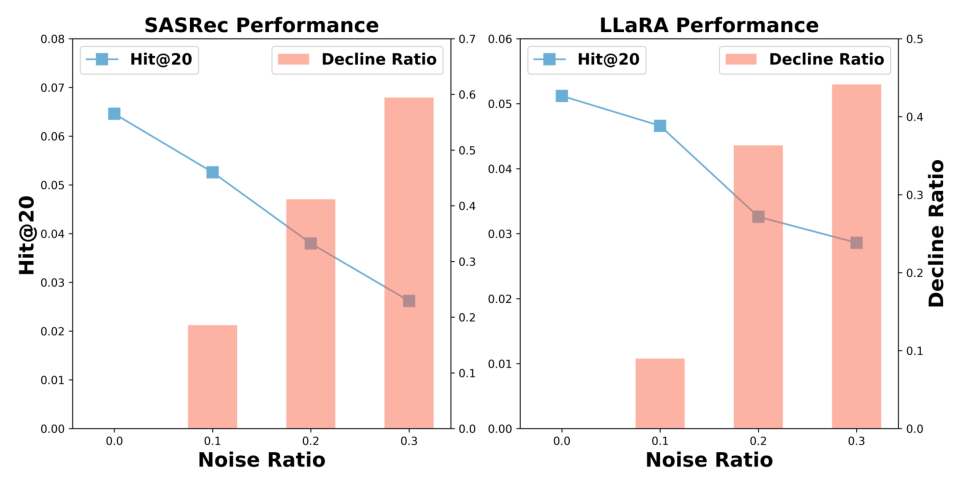 SASRec Performance
Hit@20
Decline Ratio
0.08
0.07
0.06
0.05
0.04
0.03
0.02
0.01
0.00
0.7
0.6
0.5
0.4
0.3
0.2
0.1
0.0
Hit@20
0.0 0.1 0.2 0.3
Noise Ratio
LLaRA Performance
Hit@20
Decline Ratio
0.06
0.05
0.04
0.03
0.02
0.01
0.00
0.5
0.4
0.3
0.2
0.1
0.0
Decline Ratio
0.0 0.1 0.2 0.3
Noise Ratio